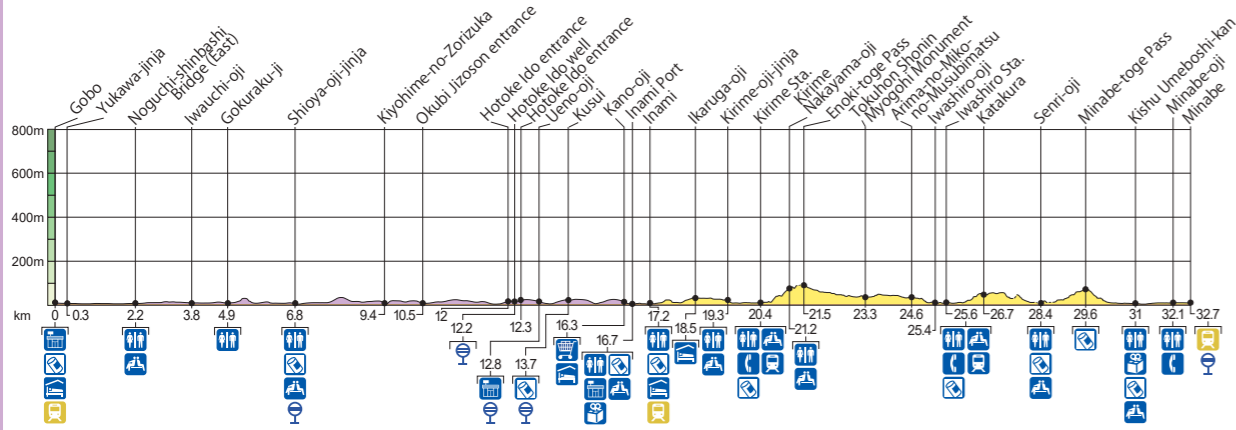 Gobo
Yukawa-jinja
Noguchi-shinbashi
Bridge (East)
Iwauchi-oji
Gokuraku-ji
Shioya-oji-jinja
Kiyohime-no-Zorizuka
Okubi Jizoson entrance
Hotoke Ido entrance
Hotoke Ido well
Hotoke Ido entrance
Ueno-oji
Kusui
Kano-oji
Inami Port
Inami
Ikaruga-oji
Kirime-oji-jinja
Kirime Sta.
Kirime
Nakayama-oji
Enoki-toge Pass
Tokuhon Shonin
Myogori Monument
Arima-no-Miko-
no-Musubimatsu
Iwashiro-oji
Iwashiro Sta.
Katakura
Senri-oji
Minabe-toge Pass
Kishu Umeboshi-kan
Minabe-oji
Minabe
800m
600m
400m
200m
km 0 0.3 2.2 3.8 4.9 6.8 9.4 10.5 12 12.2 12.3 16.3 17.2 19.3 20.4 21.5 23.3 24.6 25.6 26.7 28.4 29.6 31 32.1 32.7
12.8 13.7 16.7 18.5 21.2 25.4